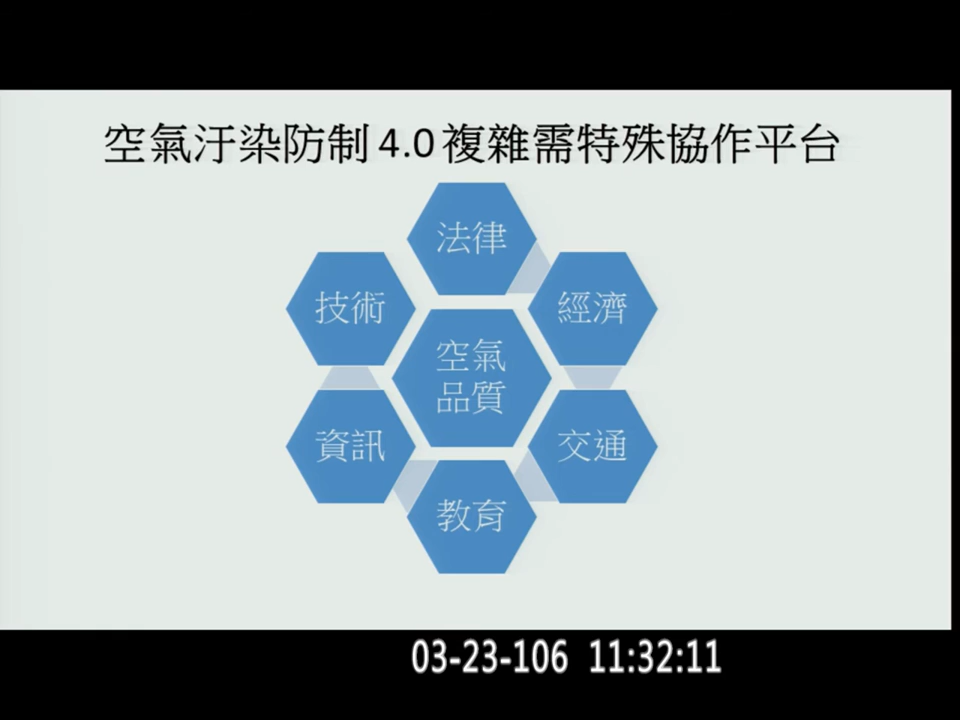 空氣汙染防制 4.0 複雜需特殊協作平台
法律
技術
經濟
空氣
品質
資訊
交通
教育
03-23-106 11:32:11